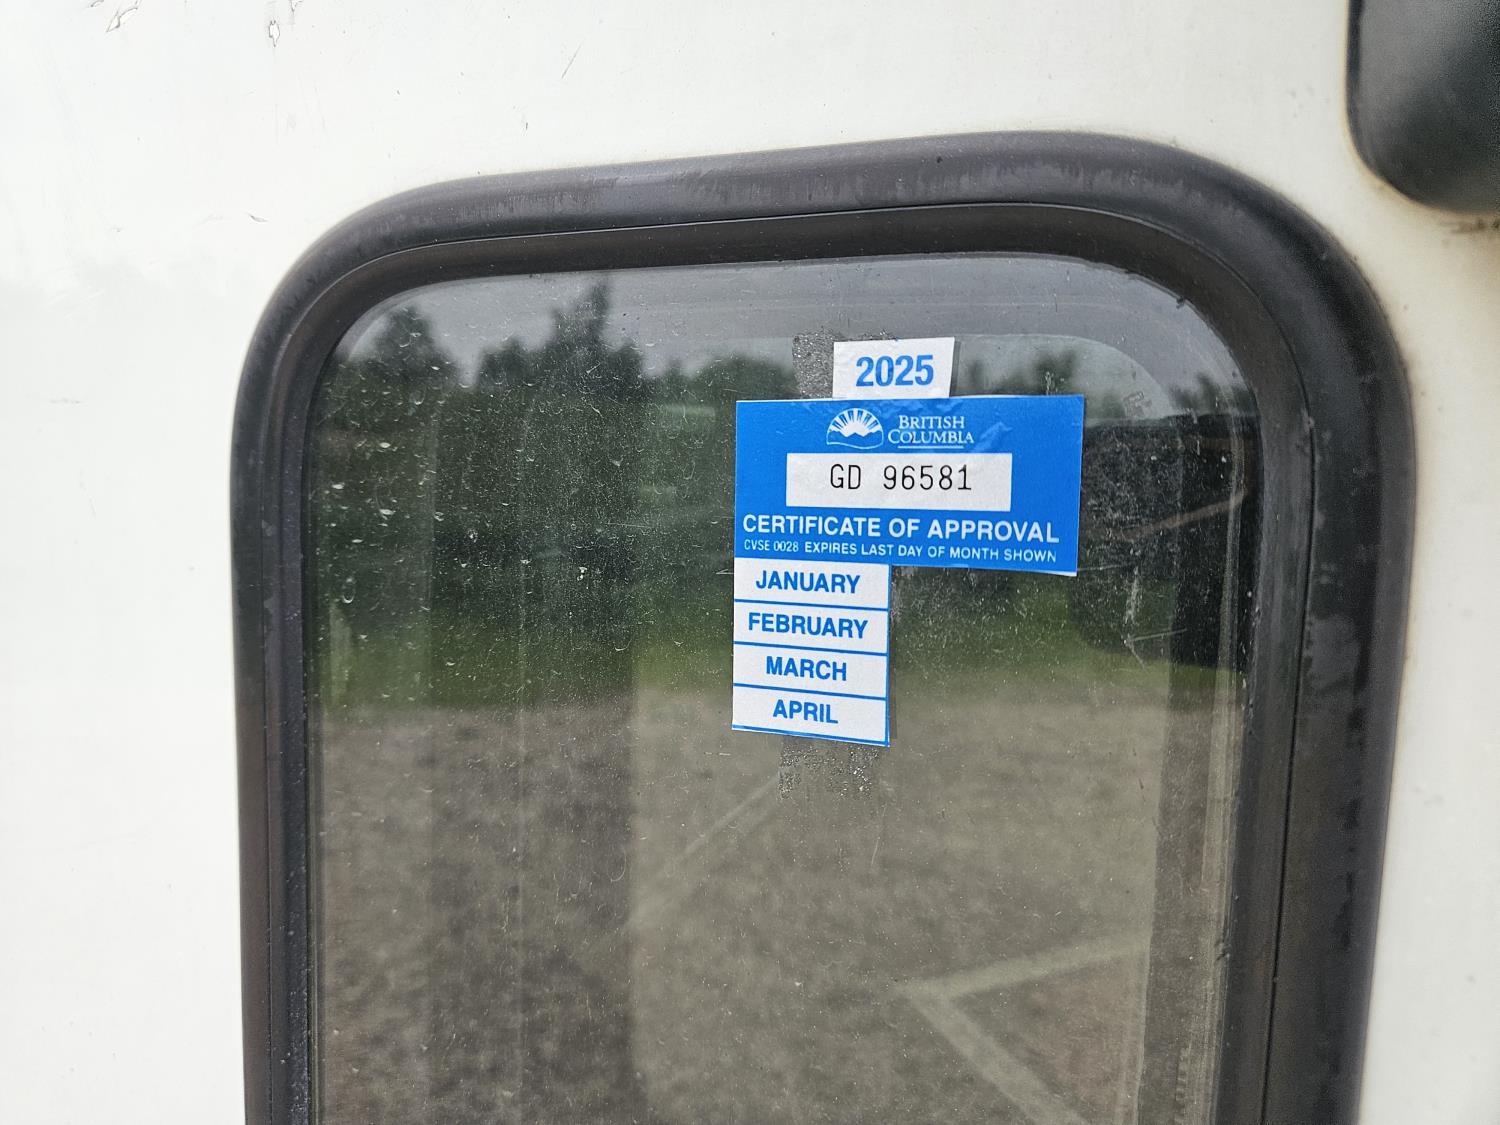 2025
BRITISH
COLUMBIA
GD 96581
CERTIFICATE OF APPROVAL
CVSE 0028 EXPIRES LAST DAY OF MONTH SHOWN
JANUARY
FEBRUARY
MARCH
APRIL